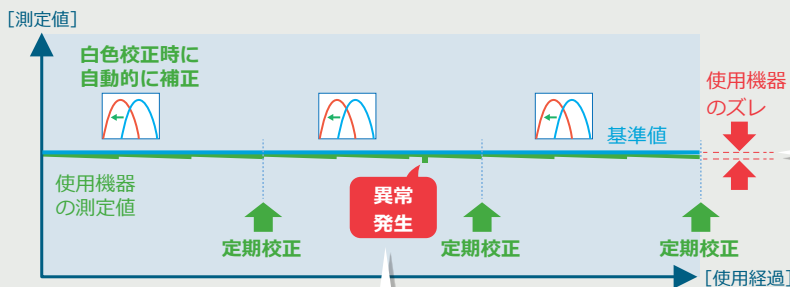 [測定値]
白色校正時に
自動的に補正
使用機器
のズレ
基準値
使用機器
の測定値
異常
発生
定期校正
定期校正
定期校正
[使用経過]